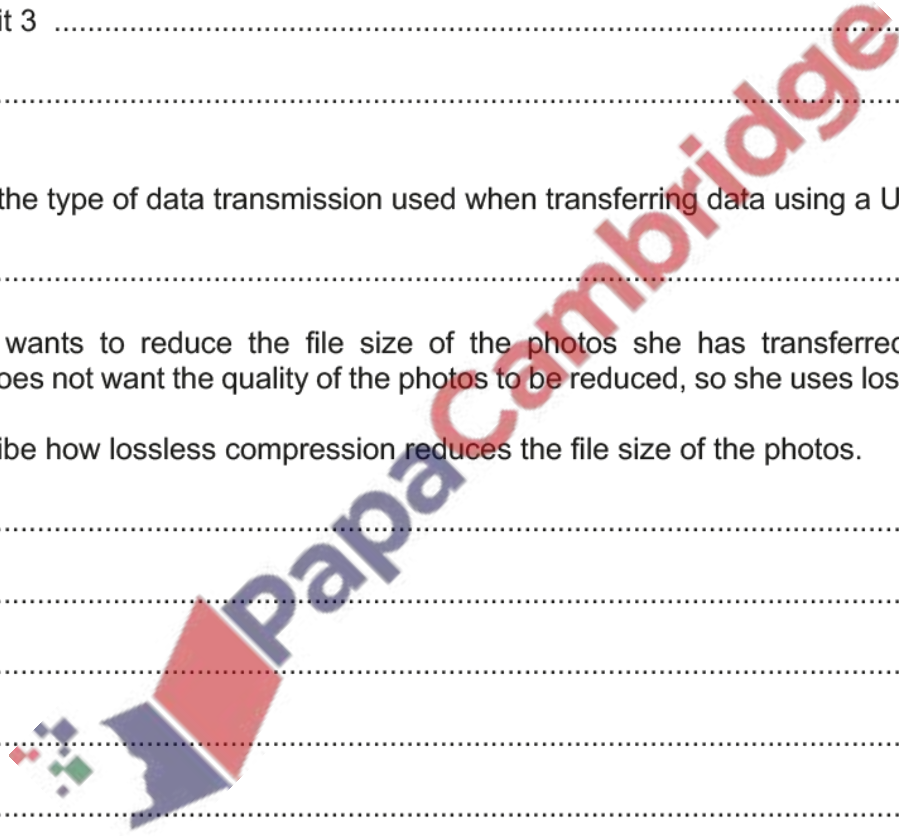 it 3 ................................................................
................................................................
the type of data transmission used when transferring data using a U
................................................................
wants to reduce the file size of the photos she has transferred
oes not want the quality of the photos to be reduced, so she uses los
ibe how lossless compression reduces the file size of the photos.
................................................................
................................................................
................................................................
................................................................
................................................................
PapaCambridge